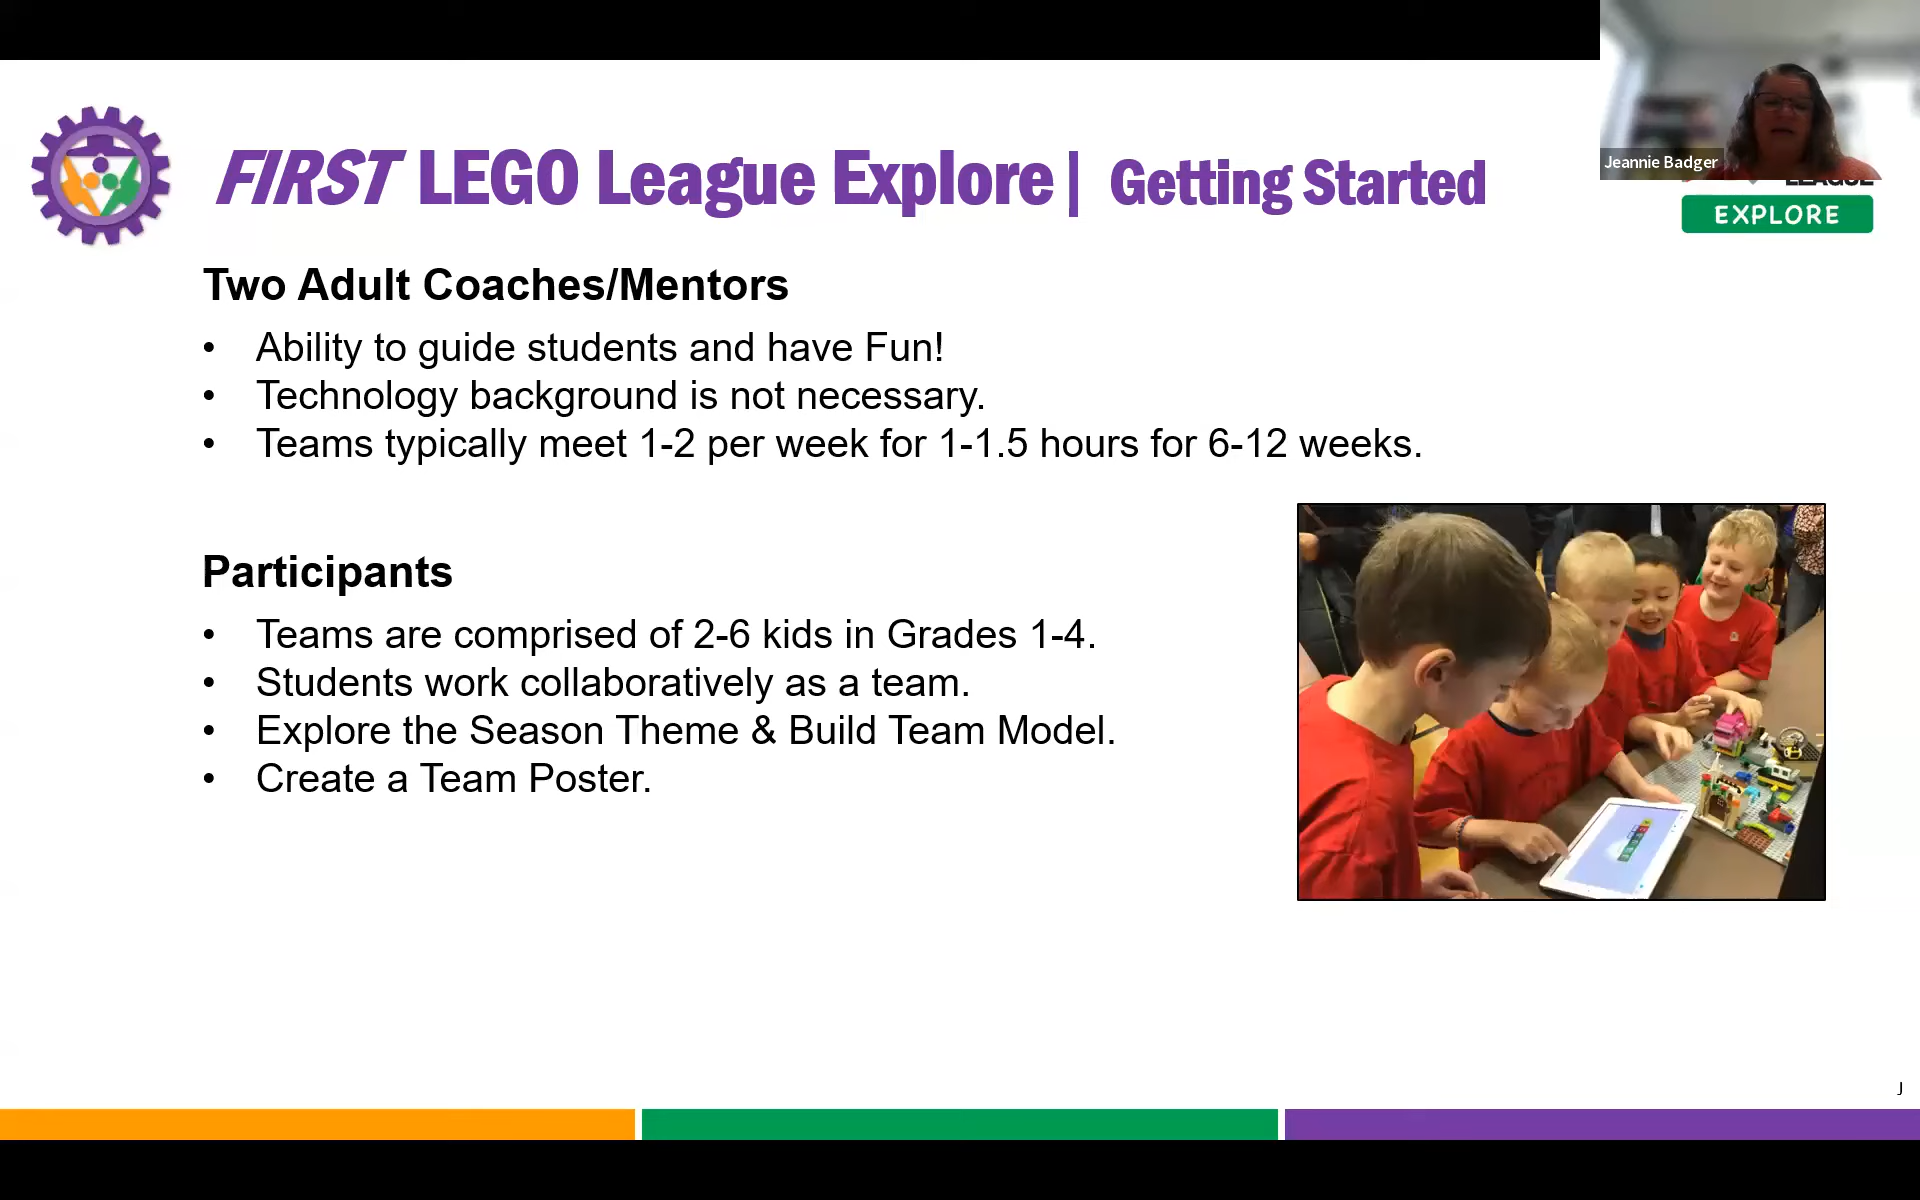 FIRST LEGO League Explore| Getting Started
Jeannie Badger
LEAGUE
EXPLORE
Two Adult Coaches/Mentors
• Ability to guide students and have Fun!
• Technology background is not necessary.
• Teams typically meet 1-2 per week for 1-1.5 hours for 6-12 weeks.
Participants
• Teams are comprised of 2-6 kids in Grades 1-4.
• Students work collaboratively as a team.
• Explore the Season Theme & Build Team Model.
• Create a Team Poster.
J